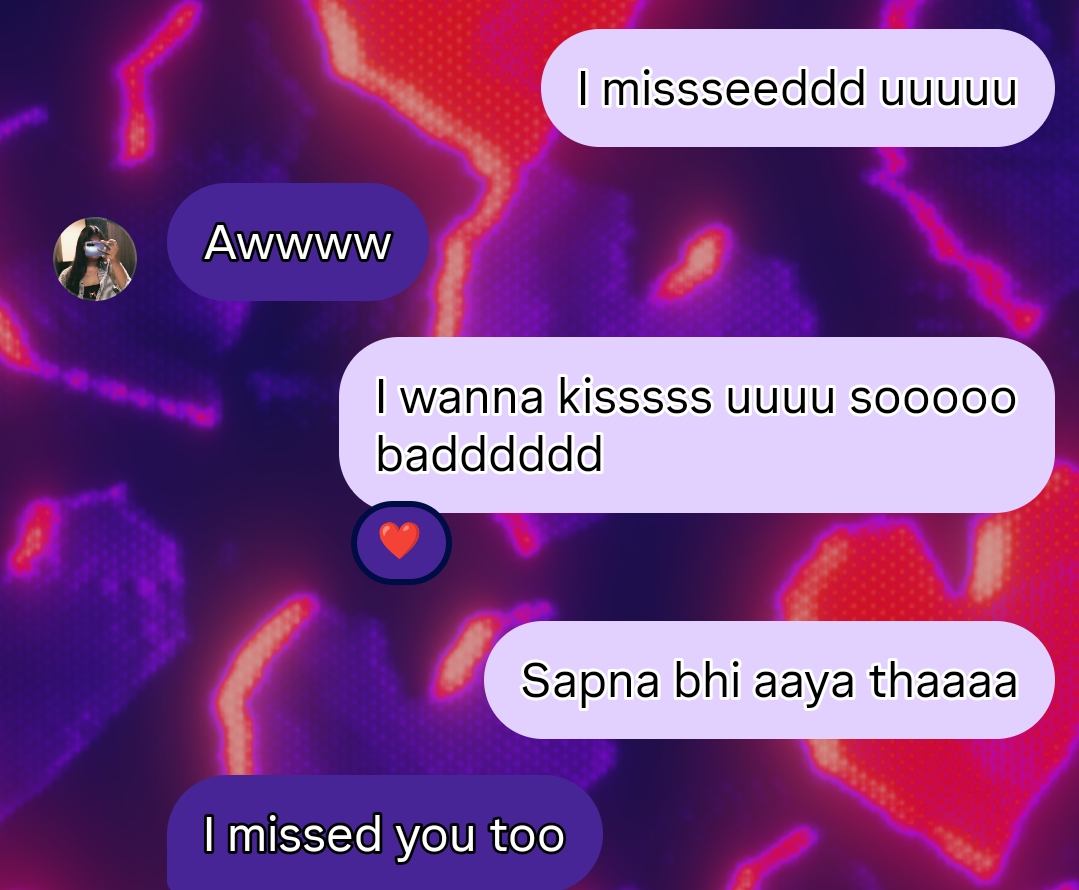 I missseeddd uuuuu
Awwww
I wanna kisssss uuuu sooooo
badddddd
Sapna bhi aaya thaaaa
I missed you too